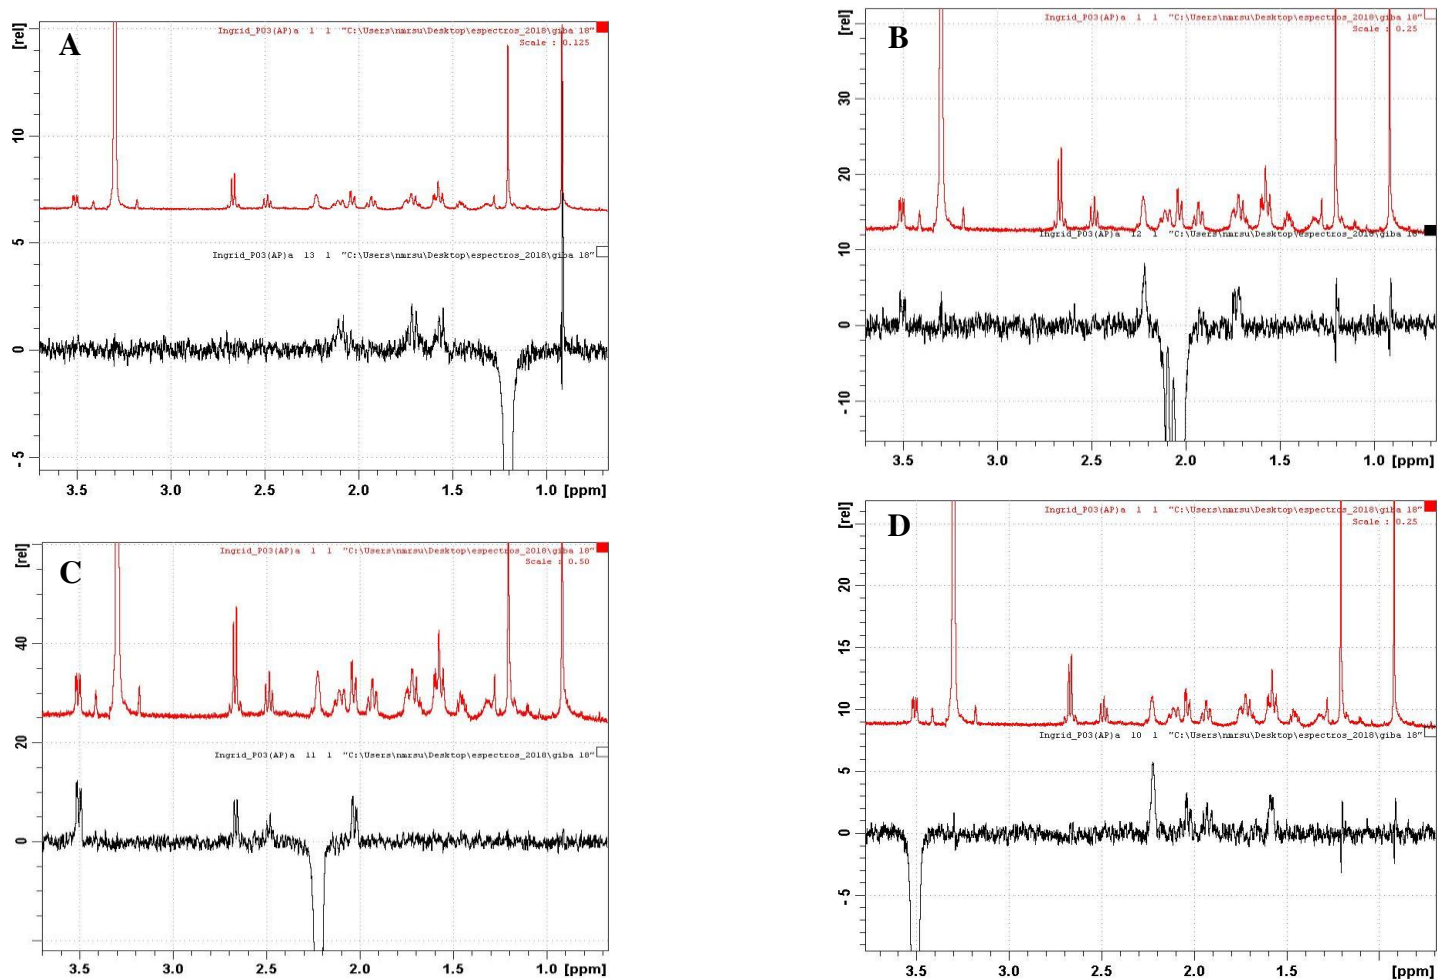 A
[rel]
Ingrid_P03(AP)a 1 1 "C:\Users\nmrsu\Desktop\espectros_2018\giba 18"
Scale : 0.125
10
5
Ingrid_P03(AP)a 13 1 "C:\Users\nmrsu\Desktop\espectros_2018\giba 18"
0
-5
3.5 3.0 2.5 2.0 1.5 1.0 [ppm]
B
[rel]
Ingrid_P03(AP)a 1 1 "C:\Users\nmrsu\Desktop\espectros_2018\giba 18"
Scale : 0.25
30
20
Ingrid_P03(AP)a 12 1 "C:\Users\nmrsu\Desktop\espectros_2018\giba 18"
10
0
-10
3.5 3.0 2.5 2.0 1.5 1.0 [ppm]
C
[rel]
Ingrid_P03(AP)a 1 1 "C:\Users\nmrsu\Desktop\espectros_2018\giba 18"
Scale : 0.50
40
20
Ingrid_P03(AP)a 11 1 "C:\Users\nmrsu\Desktop\espectros_2018\giba 18"
0
3.5 3.0 2.5 2.0 1.5 1.0 [ppm]
D
[rel]
Ingrid_P03(AP)a 1 1 "C:\Users\nmrsu\Desktop\espectros_2018\giba 18"
Scale : 0.25
20
15
10
Ingrid_P03(AP)a 10 1 "C:\Users\nmrsu\Desktop\espectros_2018\giba 18"
5
0
-5
3.5 3.0 2.5 2.0 1.5 [ppm]